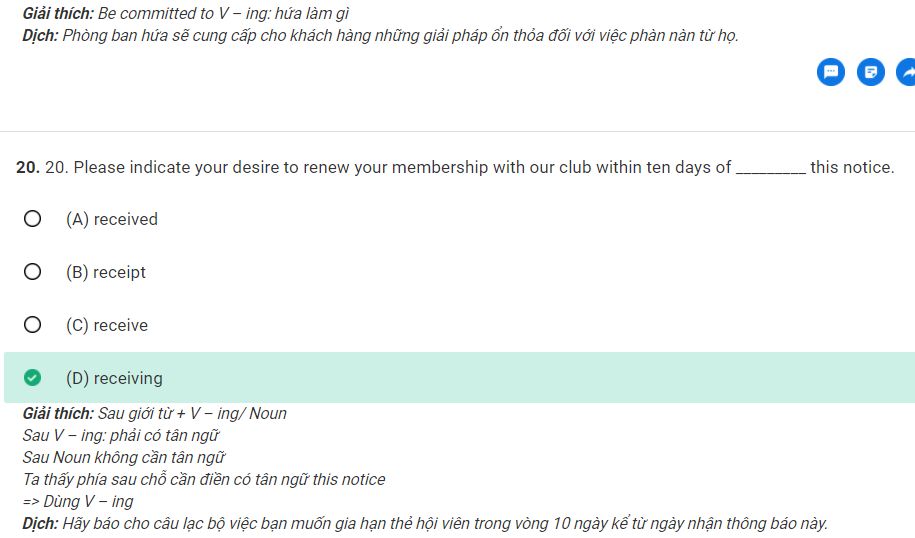 Giải thích: Be committed to V – ing: hứa làm gì
Dịch: Phòng ban hứa sẽ cung cấp cho khách hàng những giải pháp ổn thỏa đối với việc phàn nàn từ họ.
20. 20. Please indicate your desire to renew your membership with our club within ten days of ________ this notice.
(A) received
(B) receipt
(C) receive
(D) receiving
Giải thích: Sau giới từ + V – ing/ Noun
Sau V – ing: phải có tân ngữ
Sau Noun không cần tân ngữ
Ta thấy phía sau chỗ cần điền có tân ngữ this notice
=> Dùng V – ing
Dịch: Hãy báo cho câu lạc bộ việc bạn muốn gia hạn thẻ hội viên trong vòng 10 ngày kể từ ngày nhận thông báo này.